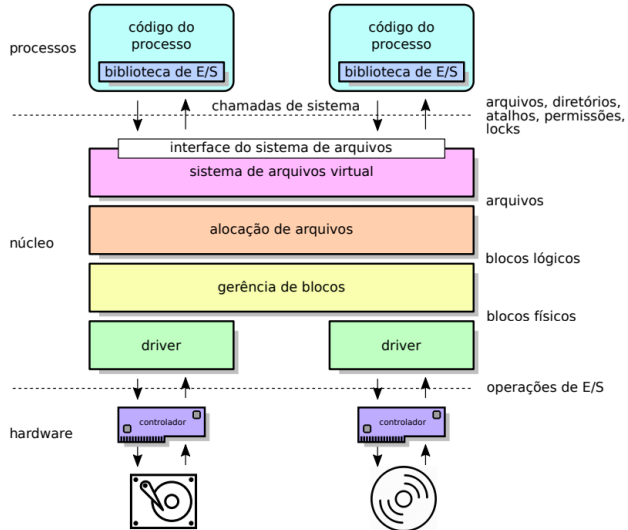 código do
processo
código do
processo
processos
biblioteca de E/S
biblioteca de E/S
chamadas de sistema
arquivos, diretórios,
atalhos, permissões,
locks
interface do sistema de arquivos
sistema de arquivos virtual
arquivos
alocação de arquivos
núcleo
blocos lógicos
gerência de blocos
blocos físicos
driver
driver
operações de E/S
controlador
controlador
hardware